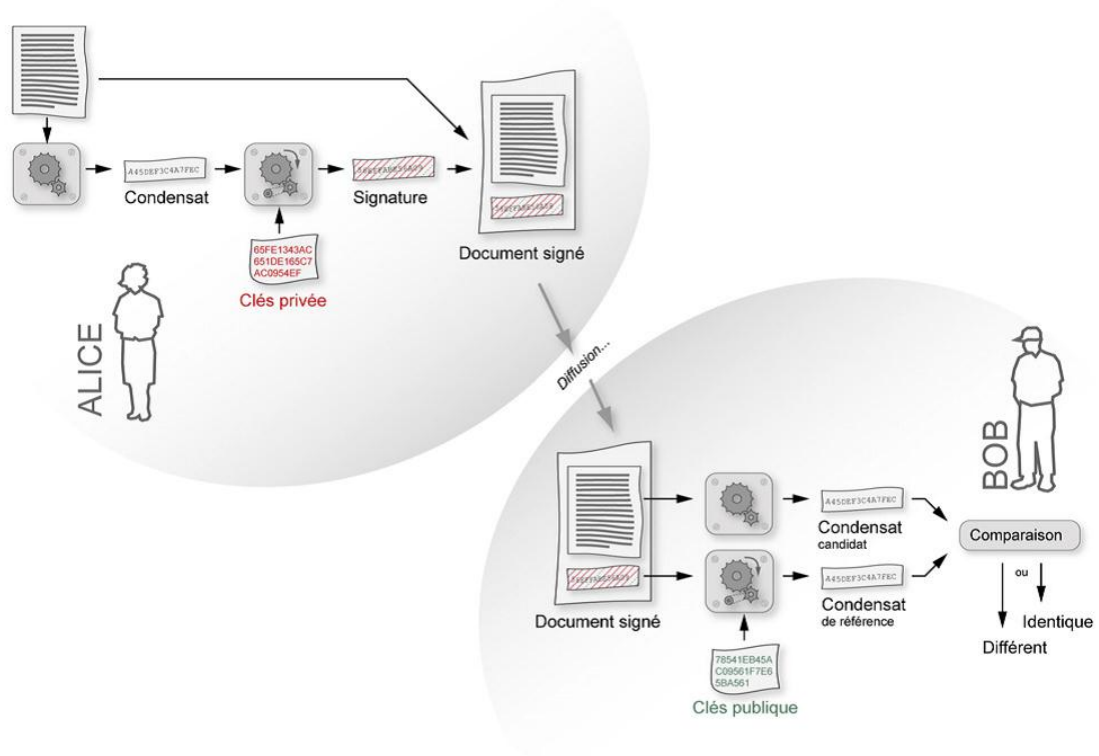 A45DEF3C4A7FEC
Condensat
Signature
65FE1343AC
651DE165C7
AC0954EF
Clés privée
Document signé
ALICE
Diffusion...
BOB
A45DEF3C4A7FEC
Condensat
candidat
Comparaison
A45DEF3C4A7FEC
Condensat
de référence
ou
Identique
Différent
Document signé
78541EB45A
C09561F7E6
5BA561
Clés publique